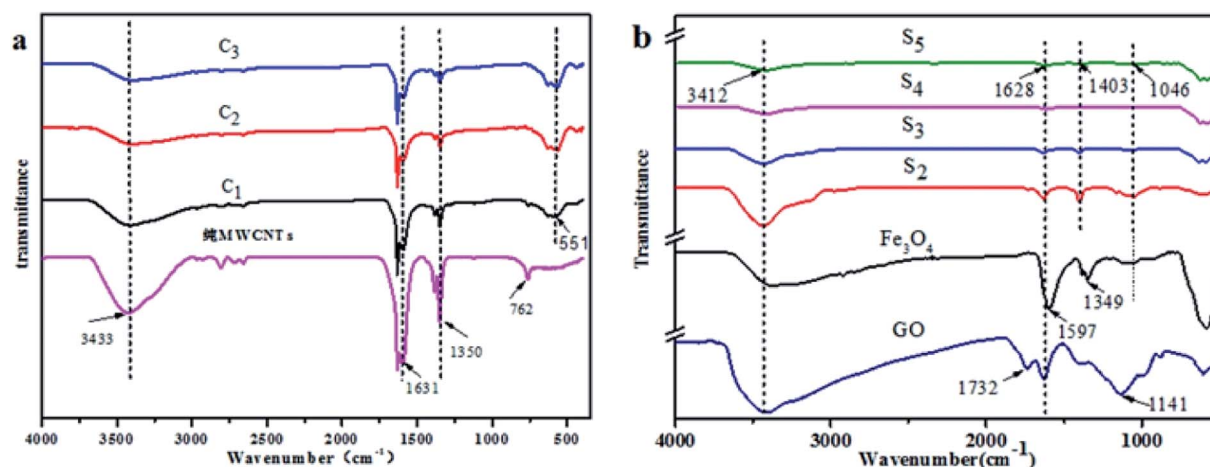 a
C3
C2
C1
纯MWCNTs
551
762
3433
1350
1631
transmittance
4000 3500 3000 2500 2000 1500 1000 500
Wavenumber (cm-1)
b
S5
3412 1628 1403 1046
S4
S3
S2
Fe3O4
1349
1597
GO
1732
1141
Transmittance
4000 3000 2000 1000
Wavenumber(cm-1)